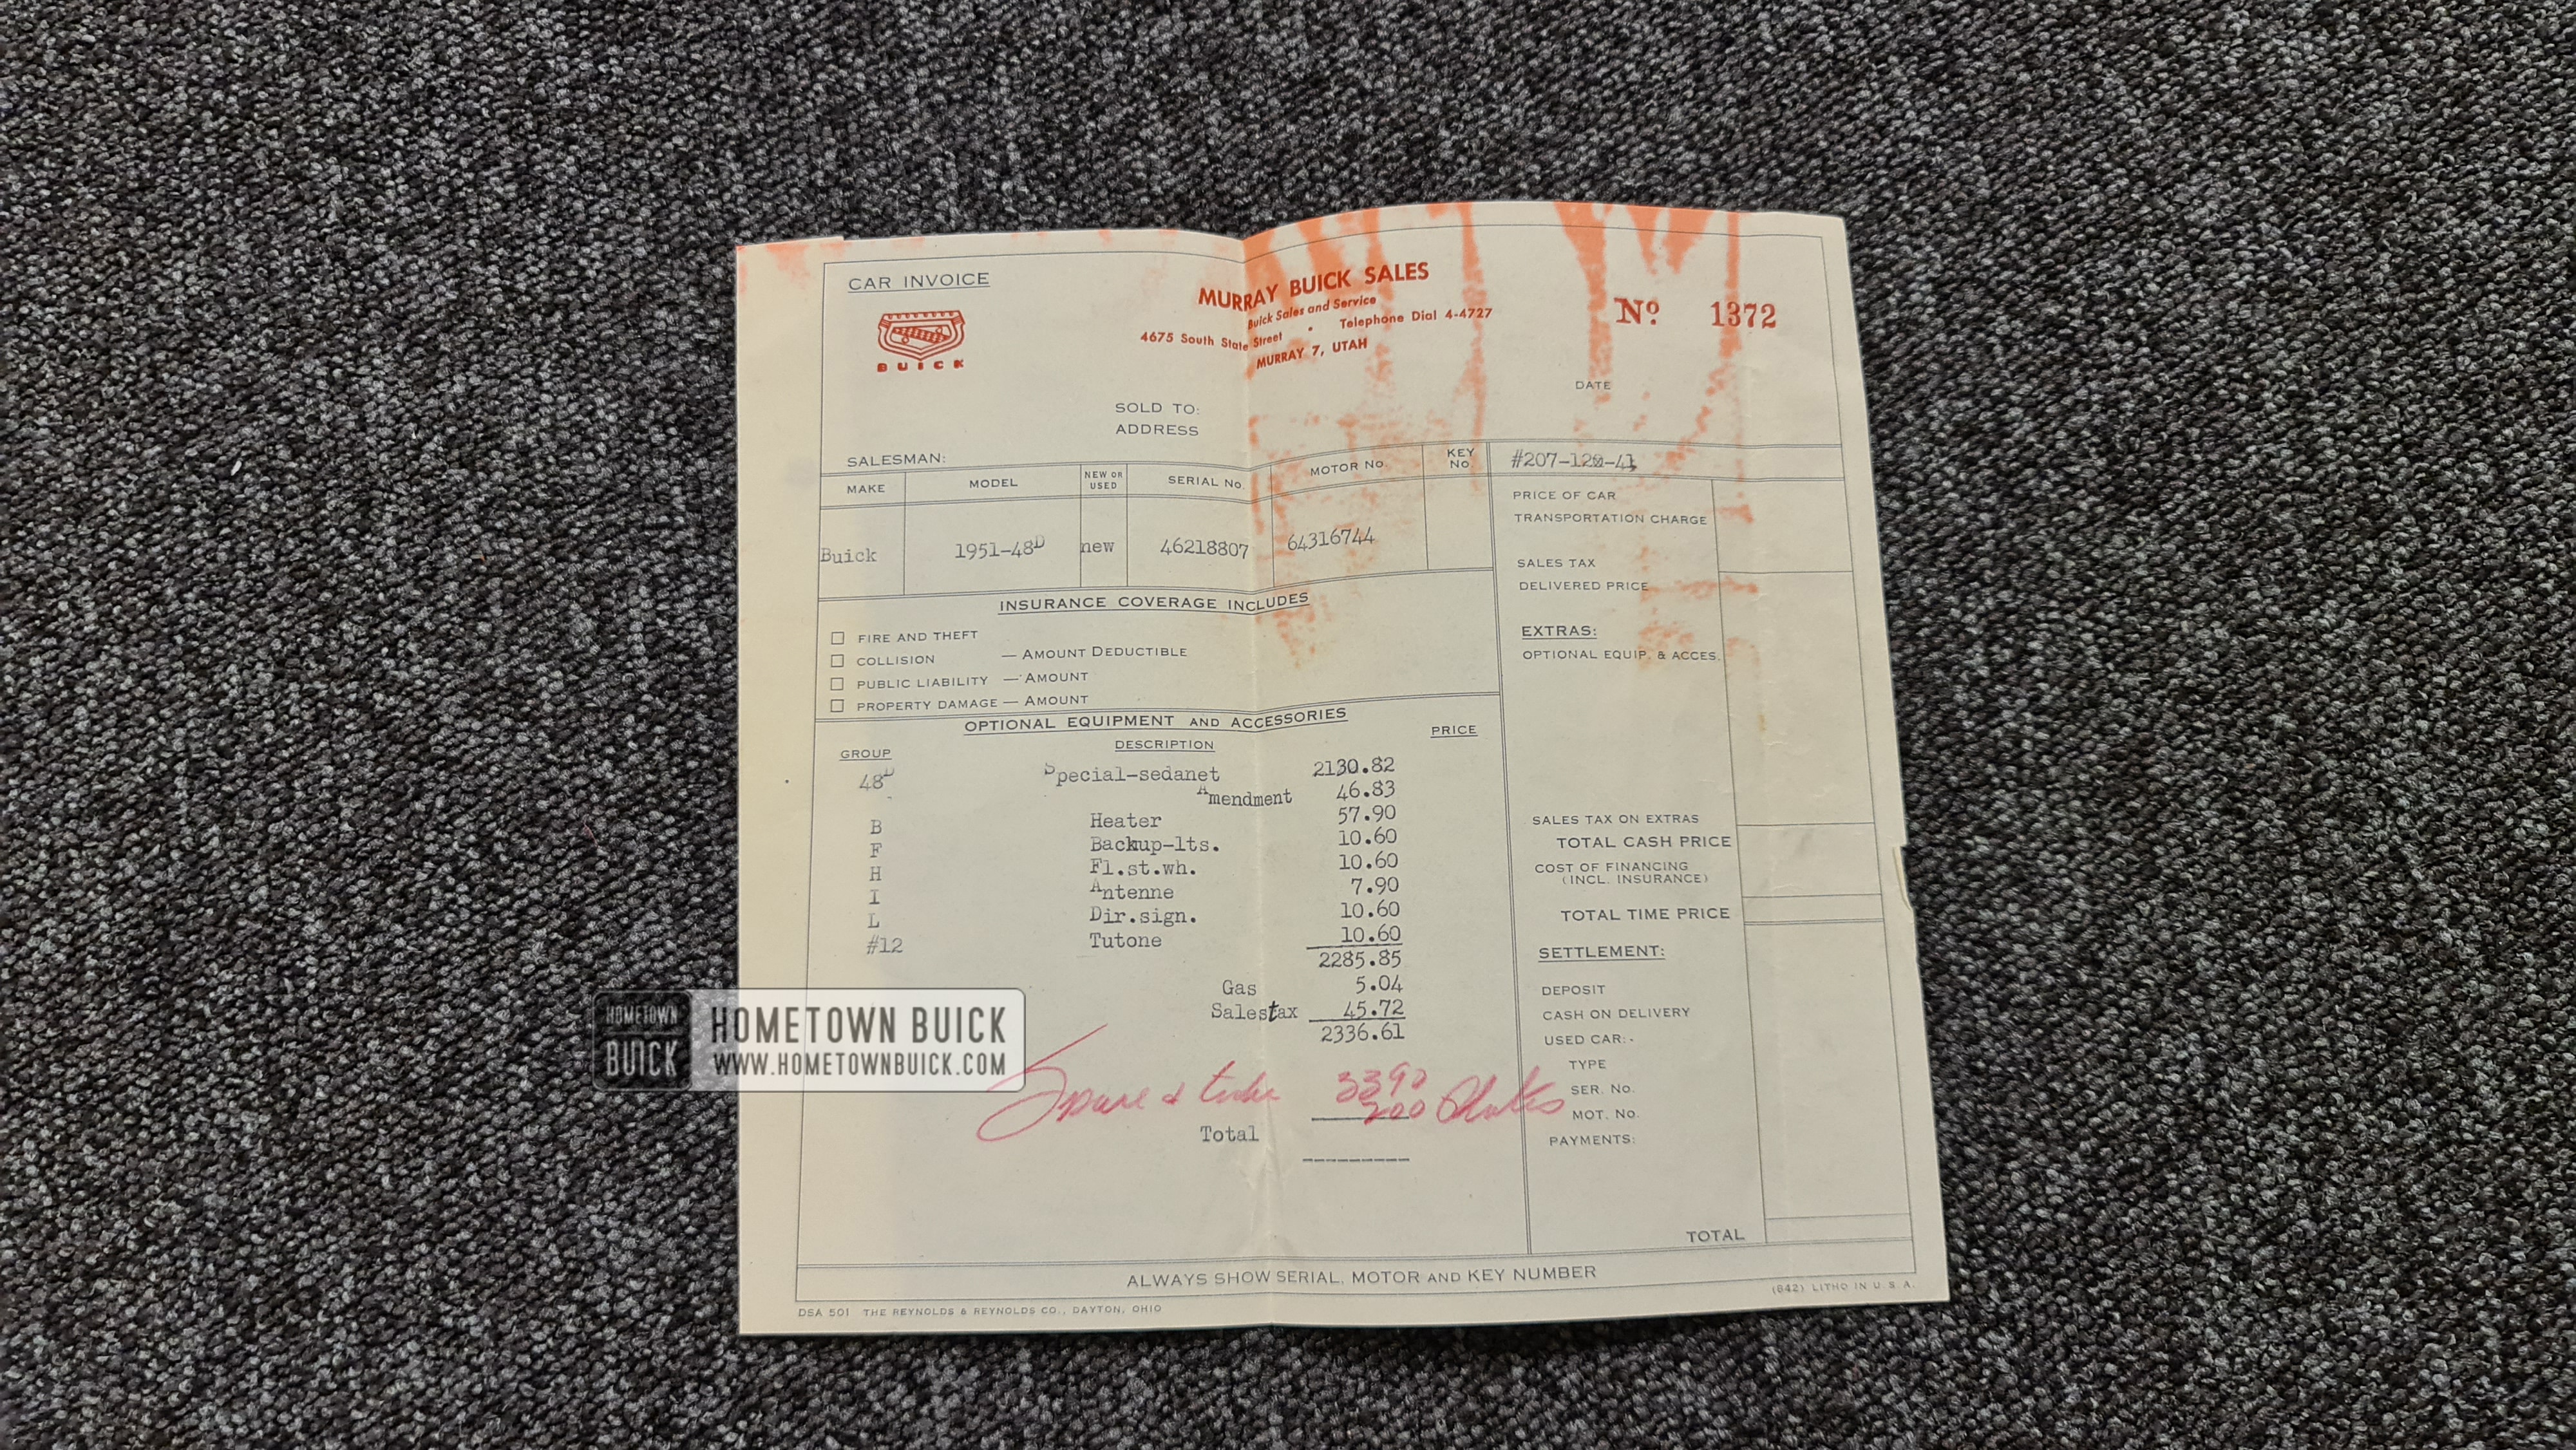 CAR INVOICE
BUICK
MURRAY BUICK SALES
Buick Sales and Service
4675 South State Street • Telephone Dial 4-4727
MURRAY 7, UTAH
No 1372
DATE
SOLD TO:
ADDRESS
SALESMAN:
MAKE MODEL NEW OR USED SERIAL No. MOTOR No KEY No
Buick 1951-48D new 46218807 64316744
#207-120-41
PRICE OF CAR
TRANSPORTATION CHARGE
SALES TAX
DELIVERED PRICE
EXTRAS:
OPTIONAL EQUIP. & ACCES.
SALES TAX ON EXTRAS
TOTAL CASH PRICE
COST OF FINANCING
(INCL. INSURANCE)
TOTAL TIME PRICE
SETTLEMENT:
DEPOSIT
CASH ON DELIVERY
USED CAR:-
TYPE
SER. No.
MOT. No.
PAYMENTS:
TOTAL
INSURANCE COVERAGE INCLUDES
FIRE AND THEFT
COLLISION — AMOUNT DEDUCTIBLE
PUBLIC LIABILITY — AMOUNT
PROPERTY DAMAGE — AMOUNT
OPTIONAL EQUIPMENT AND ACCESSORIES
GROUP DESCRIPTION PRICE
48D Special-sedanet 2130.82
Amendment 46.83
B Heater 57.90
F Backup-lts. 10.60
H Fl.st.wh. 10.60
I Antenne 7.90
L Dir.sign. 10.60
#12 Tutone 10.60
2285.85
Gas 5.04
Salestax 45.72
2336.61
Spare & tube 3390
200 Plates
Total
ALWAYS SHOW SERIAL, MOTOR AND KEY NUMBER
DSA 501 THE REYNOLDS & REYNOLDS CO., DAYTON, OHIO
(642) LITHO IN U. S. A.
HOMETOWN BUICK
HOMETOWN BUICK
WWW.HOMETOWNBUICK.COM